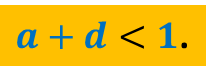 a + d < 1.